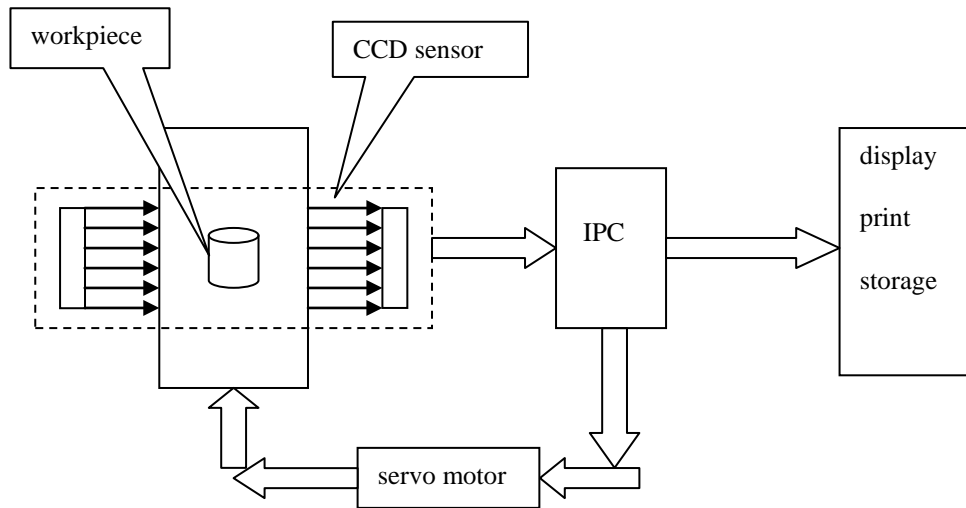 workpiece
CCD sensor
IPC
display
print
storage
servo motor